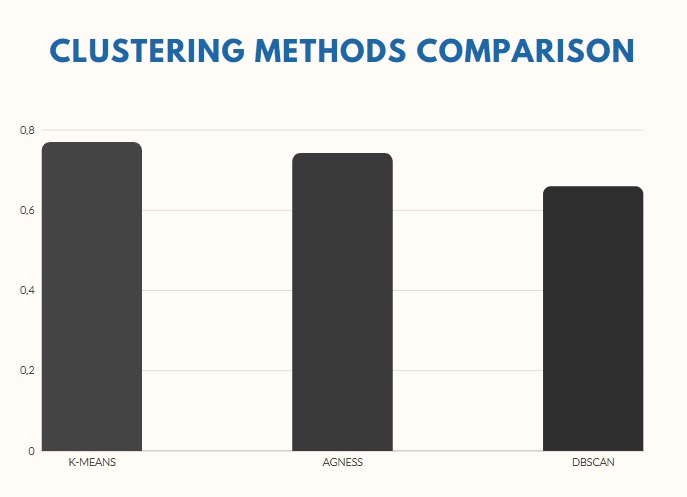 CLUSTERING METHODS COMPARISON
0,8
0,6
0,4
0,2
0
K-MEANS AGNESS DBSCAN